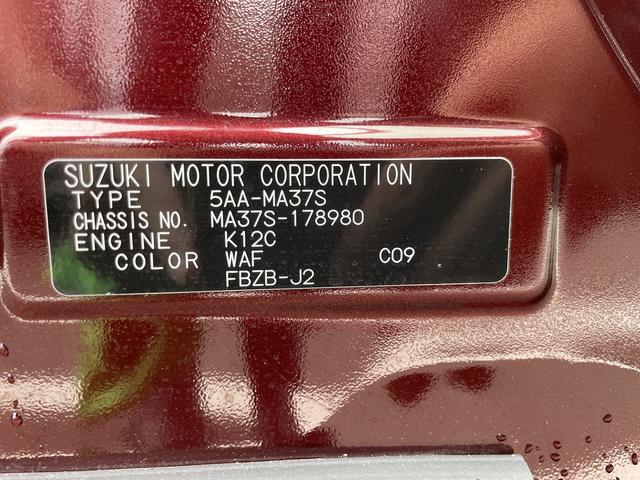 SUZUKI MOTOR CORPORATION
TYPE 5AA-MA37S
CHASSIS NO. MA37S-178980
ENGINE K12C
COLOR WAF C09
FBZB-J2